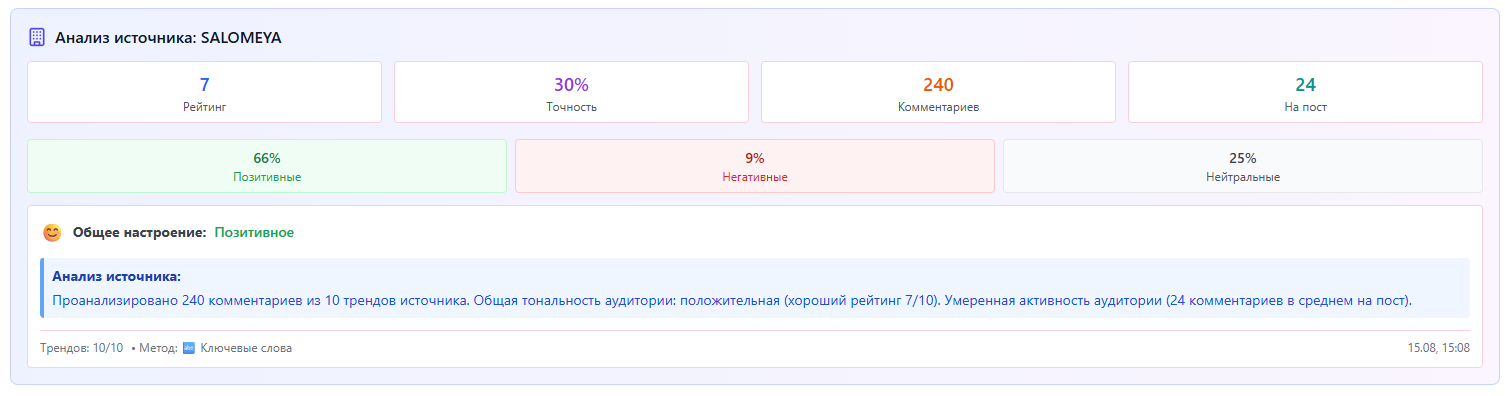 Анализ источника: SALOMEYA
7
Рейтинг
30%
Точность
240
Комментариев
24
На пост
66%
Позитивные
9%
Негативные
25%
Нейтральные
Общее настроение: Позитивное
Анализ источника:
Проанализировано 240 комментариев из 10 трендов источника. Общая тональность аудитории: положительная (хороший рейтинг 7/10). Умеренная активность аудитории (24 комментариев в среднем на пост).
Трендов: 10/10 • Метод: 🔤 Ключевые слова
15.08, 15:08